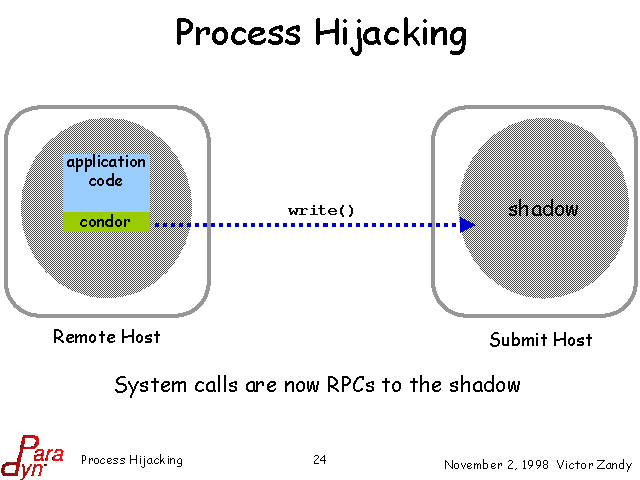 Process Hijacking
application
code
condor
write()
shadow
Remote Host
Submit Host
System calls are now RPCs to the shadow
Para
dyn
Process Hijacking
24
November 2, 1998 Victor Zandy